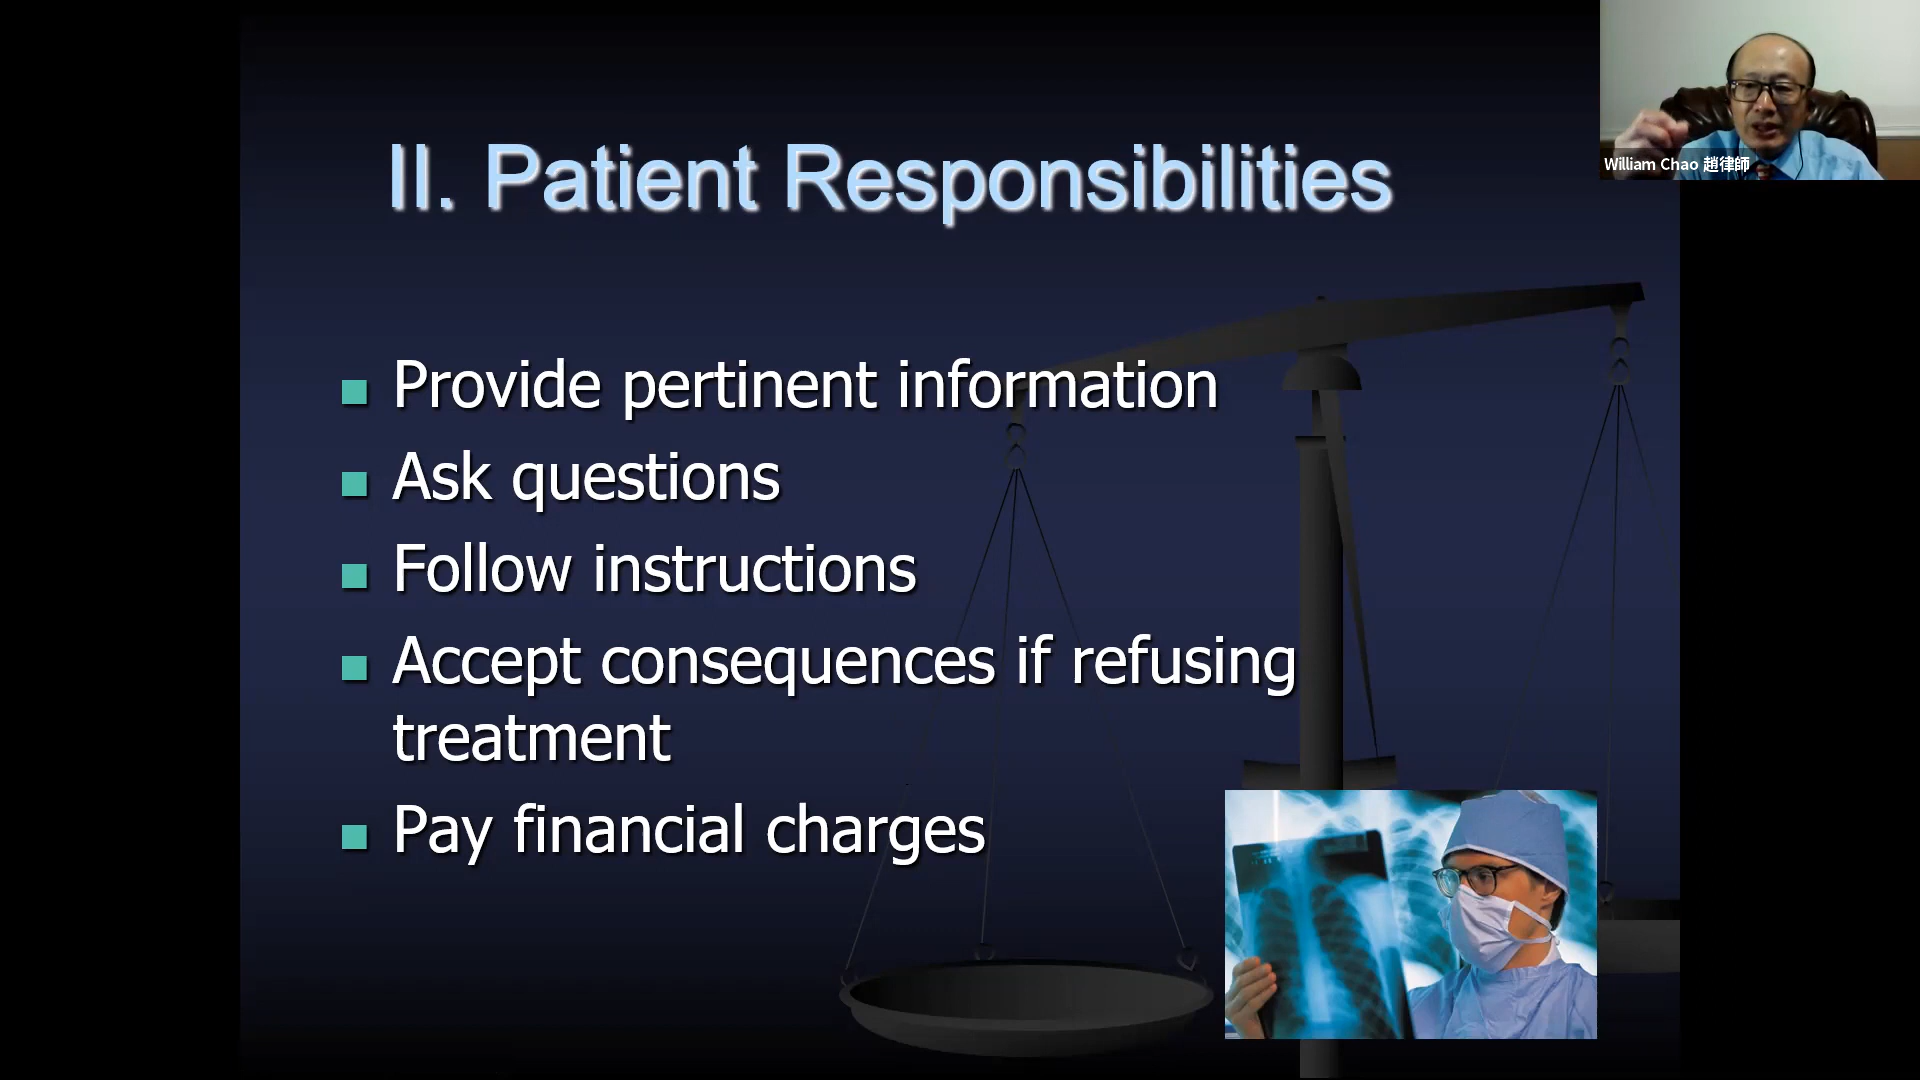 II. Patient Responsibilities
William Chao 趙律師
Provide pertinent information
Ask questions
Follow instructions
Accept consequences if refusing
treatment
Pay financial charges